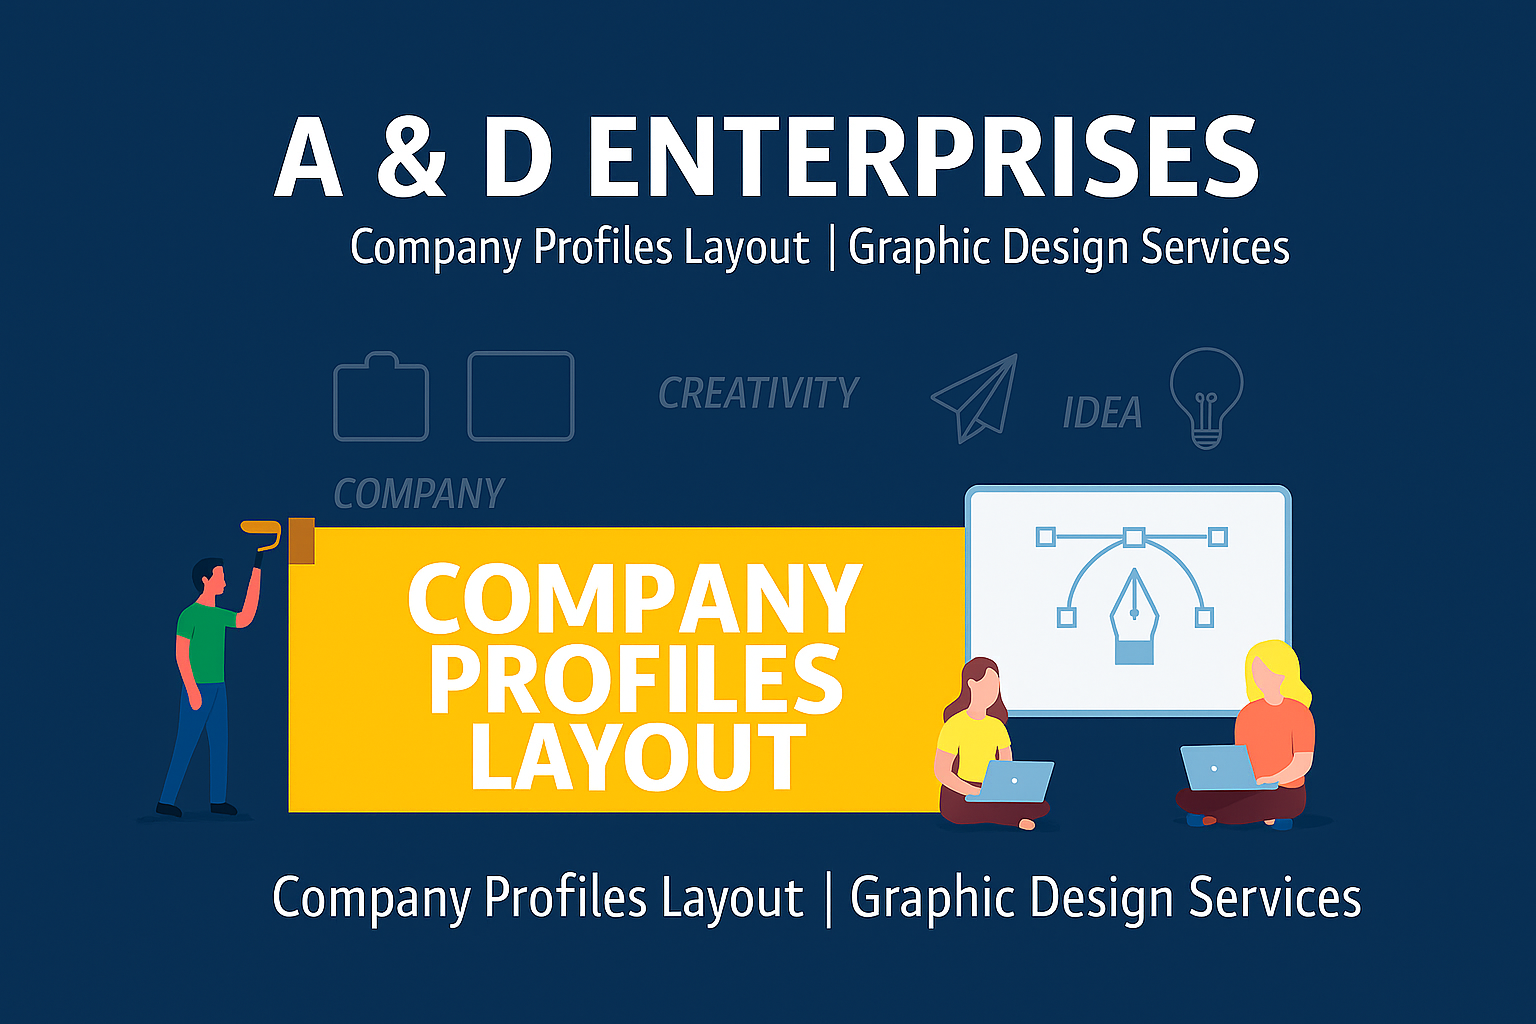 A & D ENTERPRISES
Company Profiles Layout | Graphic Design Services
CREATIVITY
IDEA
COMPANY
COMPANY
PROFILES
LAYOUT
Company Profiles Layout | Graphic Design Services